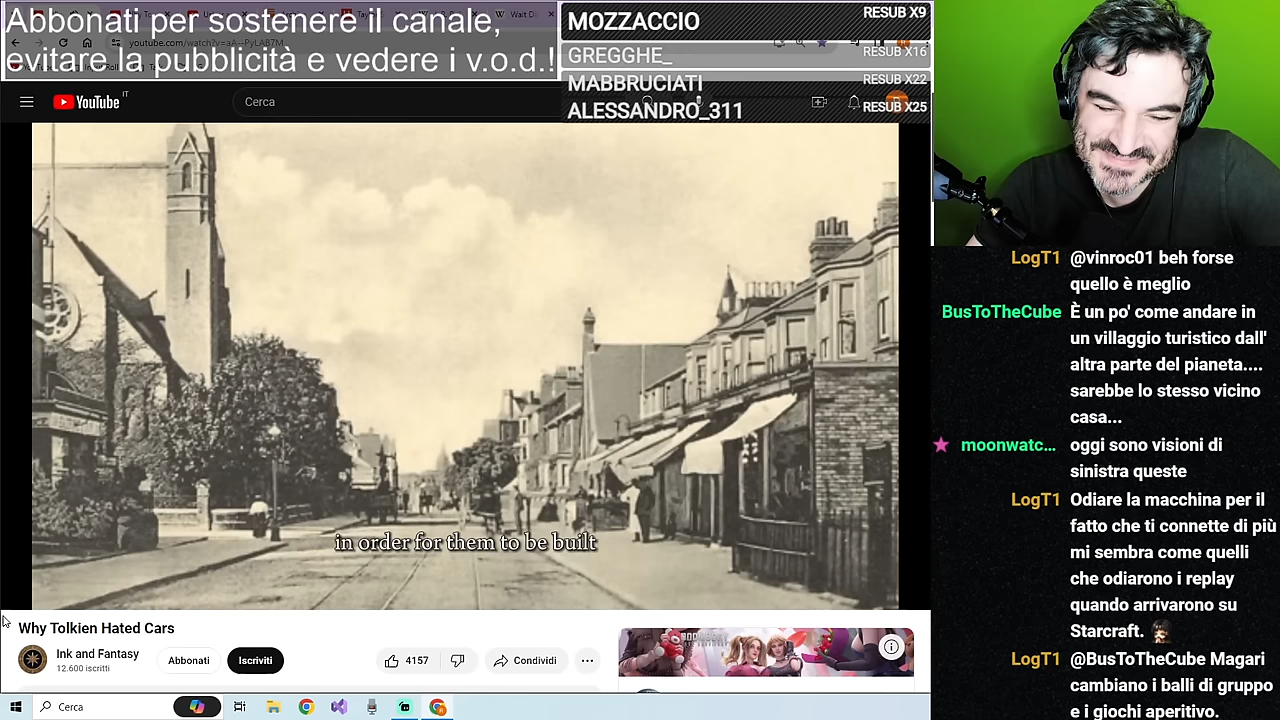 Abbonati per sostenere il canale,
evitare la pubblicità e vedere i v.o.d.!
MOZZACCIO
RESUB X9
GREGGHE_
RESUB X16
MABBRUCIATI
RESUB X22
ALESSANDRO_311
RESUB X25
YouTube IT
Cerca
in order for them to be built
Why Tolkien Hated Cars
Ink and Fantasy
12.600 iscritti
Abbonati
Iscriviti
4157
Condividi
Cerca
LogT1 @vinroc01 beh forse
quello è meglio
BusToTheCube È un po' come andare in
un villaggio turistico dall'
altra parte del pianeta....
sarebbe lo stesso vicino
casa...
moonwatc... oggi sono visioni di
sinistra queste
LogT1 Odiare la macchina per il
fatto che ti connette di più
mi sembra come quelli
che odiarono i replay
quando arrivarono su
Starcraft.
LogT1 @BusToTheCube Magari
cambiano i balli di gruppo
e i giochi aperitivo.